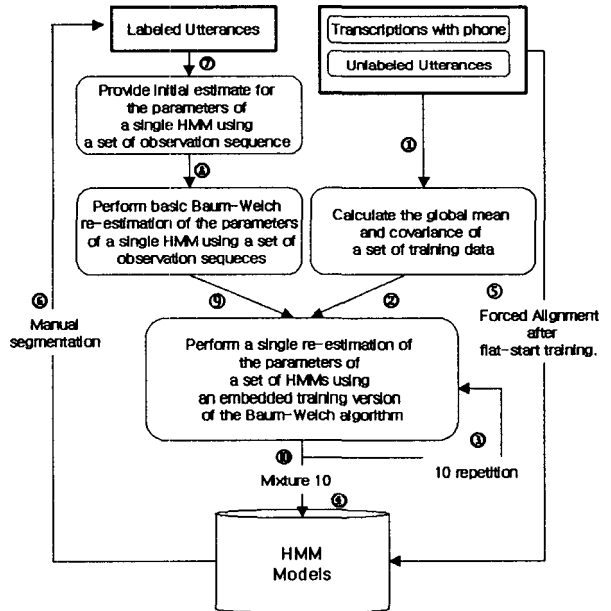 Labeled Utterances
Transcriptions with phone
Unlabeled Utterances
⑦
Provide initial estimate for
the parameters of
a single HMM using
a set of observation sequence
①
⑧
Perform basic Baum-Welch
re-estimation of the parameters
of a single HMM using a set of
observation sequeces
Calculate the global mean
and covariance of
a set of training data
⑥
Manual
segmentation
⑨
②
⑤
Forced Alignment
after
flat-start training.
Perform a single re-estimation of
the parameters of
a set of HMMs using
an embedded training version
of the Baum-Welch algorithm
③
10 repetition
⑩
Mixture 10
④
HMM
Models